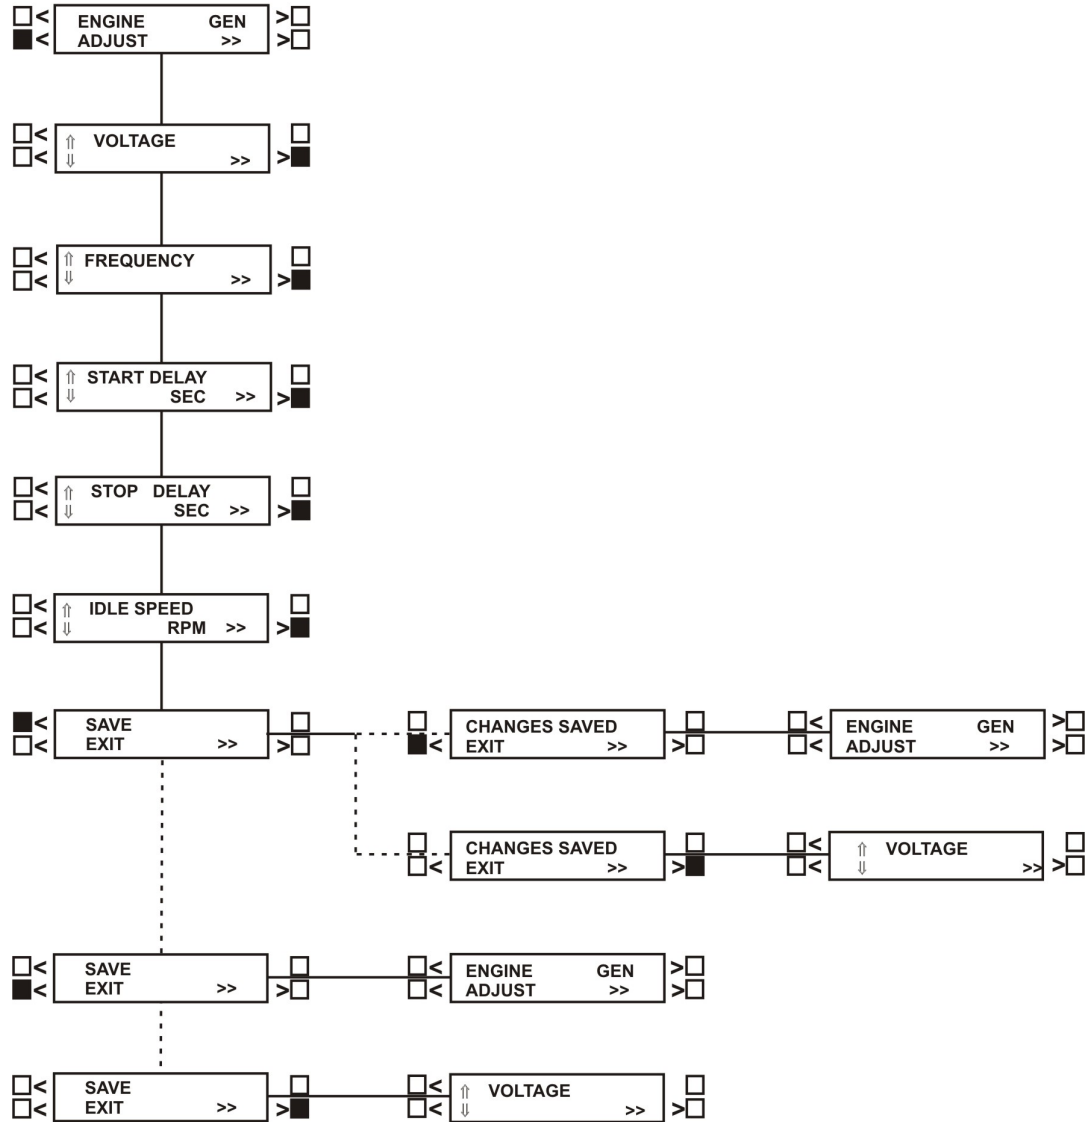 < ENGINE GEN >
< ADJUST >> >
< ⇑ VOLTAGE
< ⇓ >> >
< ⇑ FREQUENCY
< ⇓ >> >
< ⇑ START DELAY
< ⇓ SEC >> >
< ⇑ STOP DELAY
< ⇓ SEC >> >
< ⇑ IDLE SPEED
< ⇓ RPM >> >
< SAVE
< EXIT >> >
CHANGES SAVED
< EXIT >> >
< ENGINE GEN >
< ADJUST >> >
CHANGES SAVED
< EXIT >> >
< ⇑ VOLTAGE
< ⇓ >> >
< SAVE
< EXIT >> >
< ENGINE GEN >
< ADJUST >> >
< SAVE
< EXIT >> >
< ⇑ VOLTAGE
< ⇓ >> >